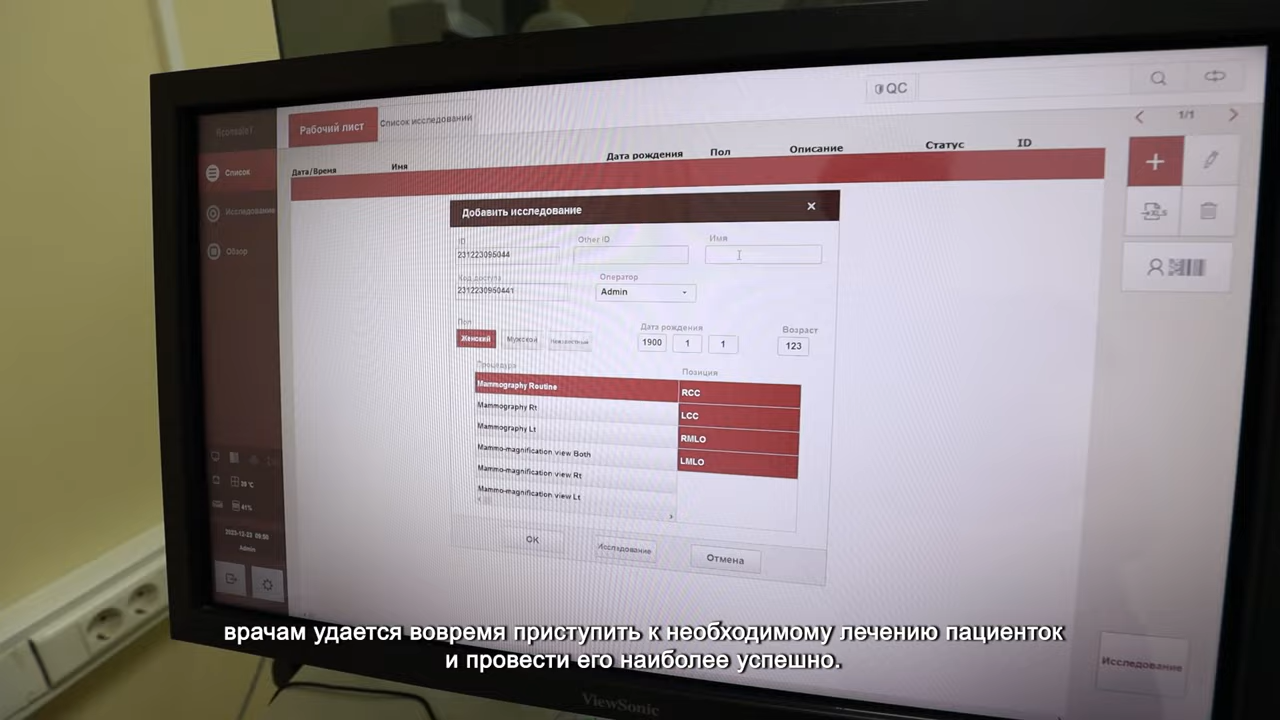 QC
Рабочий лист
Список исследований
1/1
Дата/Время
Имя
Дата рождения
Пол
Описание
Статус
ID
Список
Исследование
Обзор
XLS
Добавить исследование
ID
Other ID
Имя
231223095044
Код доступа
Оператор
2312230950441
Admin
Пол
Дата рождения
Возраст
Женский
Мужской
1900
1
1
123
Процедура
Позиция
Mammography Routine
RCC
Mammography Rt
LCC
Mammography Lt
RMLO
Mammo-magnification view Both
LMLO
Mammo-magnification view Rt
Mammo-magnification view Lt
41%
Admin
OK
Исследование
Отмена
Исследование
врачам удается вовремя приступить к необходимому лечению пациенток
и провести его наиболее успешно.
ViewSonic